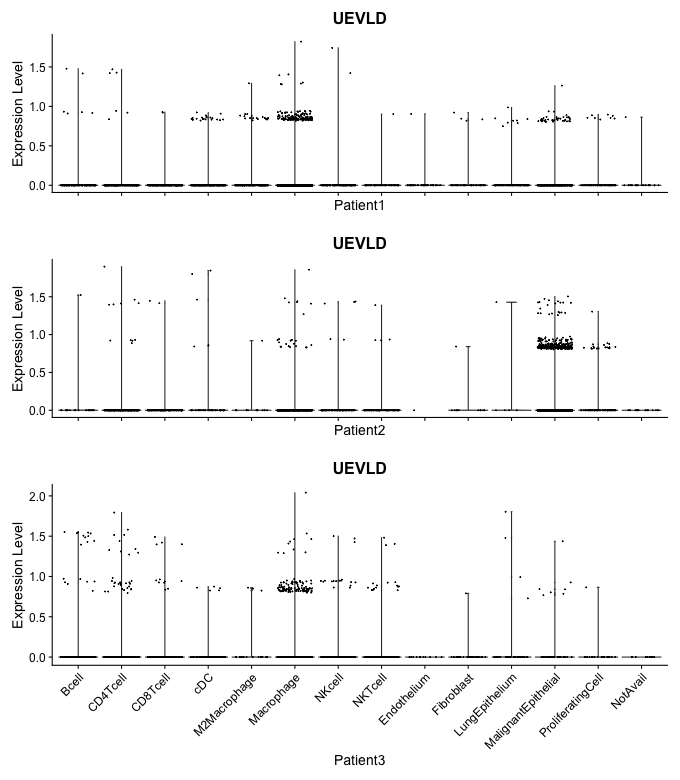 UEVLD
Expression Level
1.5
1.0
0.5
0.0
Patient1
UEVLD
Expression Level
1.5
1.0
0.5
0.0
Patient2
UEVLD
Expression Level
2.0
1.5
1.0
0.5
0.0
Bcell
CD4Tcell
CD8Tcell
cDC
M2Macrophage
Macrophage
NKcell
NKTcell
Endothelium
Fibroblast
LungEpithelium
MalignantEpithelial
ProliferatingCell
NotAvail
Patient3